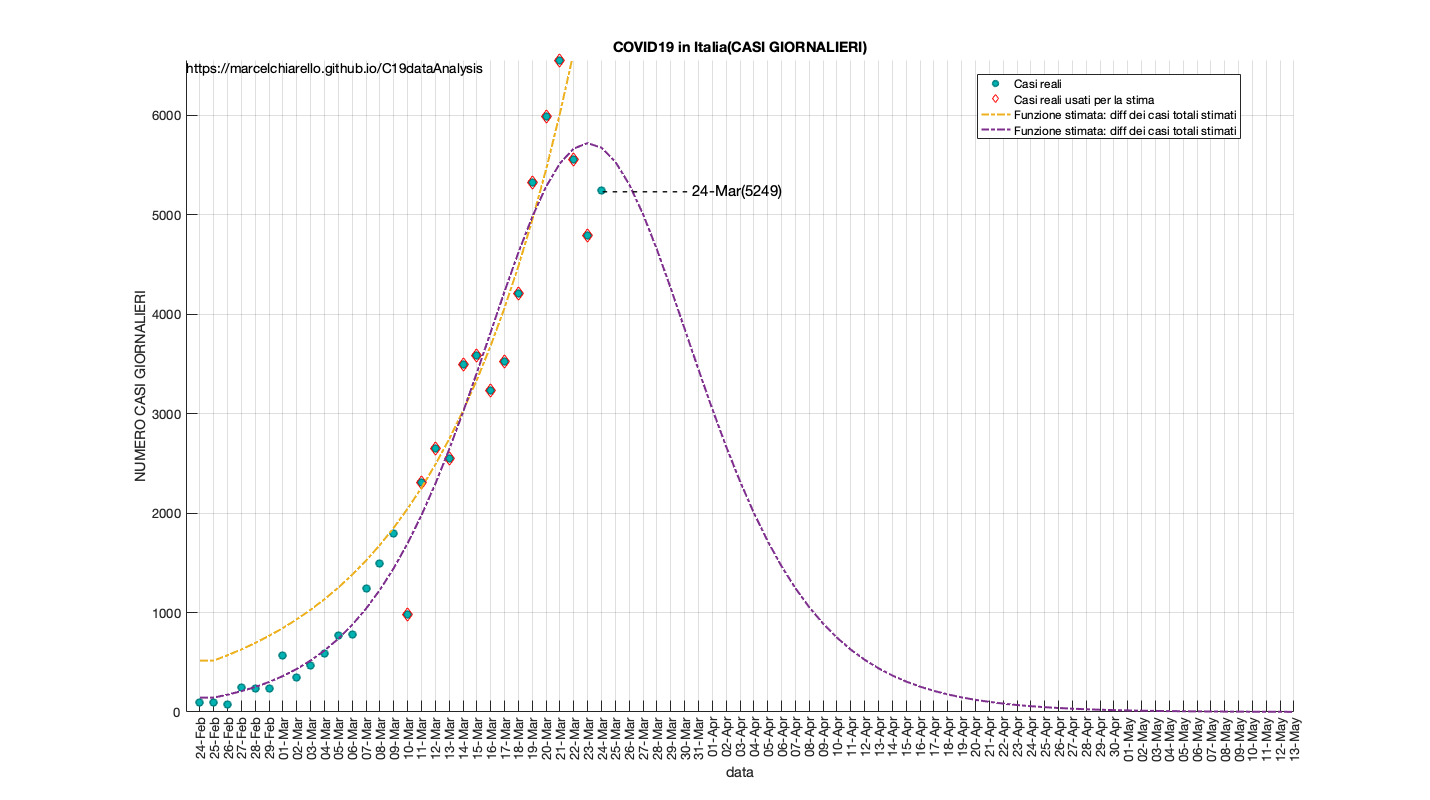 COVID19 in Italia(CASI GIORNALIERI)
https://marcelchiarello.github.io/C19dataAnalysis
Casi reali
Casi reali usati per la stima
Funzione stimata: diff dei casi totali stimati
Funzione stimata: diff dei casi totali stimati
24-Mar(5249)
NUMERO CASI GIORNALIERI
6000
5000
4000
3000
2000
1000
0
24-Feb
25-Feb
26-Feb
27-Feb
28-Feb
29-Feb
01-Mar
02-Mar
03-Mar
04-Mar
05-Mar
06-Mar
07-Mar
08-Mar
09-Mar
10-Mar
11-Mar
12-Mar
13-Mar
14-Mar
15-Mar
16-Mar
17-Mar
18-Mar
19-Mar
20-Mar
21-Mar
22-Mar
23-Mar
24-Mar
25-Mar
26-Mar
27-Mar
28-Mar
29-Mar
30-Mar
31-Mar
01-Apr
02-Apr
03-Apr
04-Apr
05-Apr
06-Apr
07-Apr
08-Apr
09-Apr
10-Apr
11-Apr
12-Apr
13-Apr
14-Apr
15-Apr
16-Apr
17-Apr
18-Apr
19-Apr
20-Apr
21-Apr
22-Apr
23-Apr
24-Apr
25-Apr
26-Apr
27-Apr
28-Apr
29-Apr
30-Apr
01-May
02-May
03-May
04-May
05-May
06-May
07-May
08-May
09-May
10-May
11-May
12-May
13-May
data